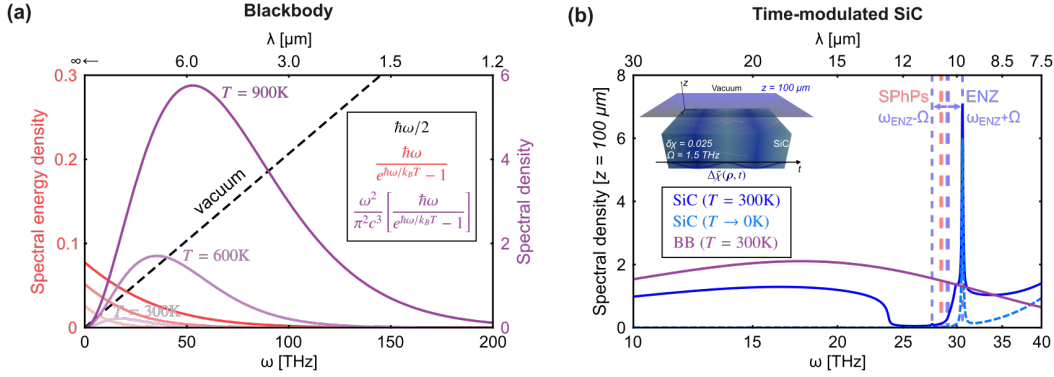 (a)
Blackbody
λ [μm]
∞← 6.0 3.0 1.5 1.2
0.3
0.2
0.1
0
Spectral energy density
6
4
2
0
Spectral density
T = 900K
T = 600K
T = 300K
vacuum
ℏω/2
ℏω
e^{ℏω/k_BT} − 1
ω²/π²c³ [ℏω/e^{ℏω/k_BT} − 1]
0 50 100 150 200
ω [THz]
(b)
Time-modulated SiC
λ [μm]
30 18 11 10 8.5 7.5
8
6
4
2
0
Spectral density [z = 100 μm]
z
Vacuum
z = 100 μm
δχ = 0.025
Ω = 1.5 THz
SiC
t
Δχ̃(ρ, t)
SPhPs
ENZ
ω_ENZ-Ω
ω_ENZ+Ω
SiC (T = 300K)
SiC (T → 0K)
BB (T = 300K)
10 15 20 25 30 40
ω [THz]